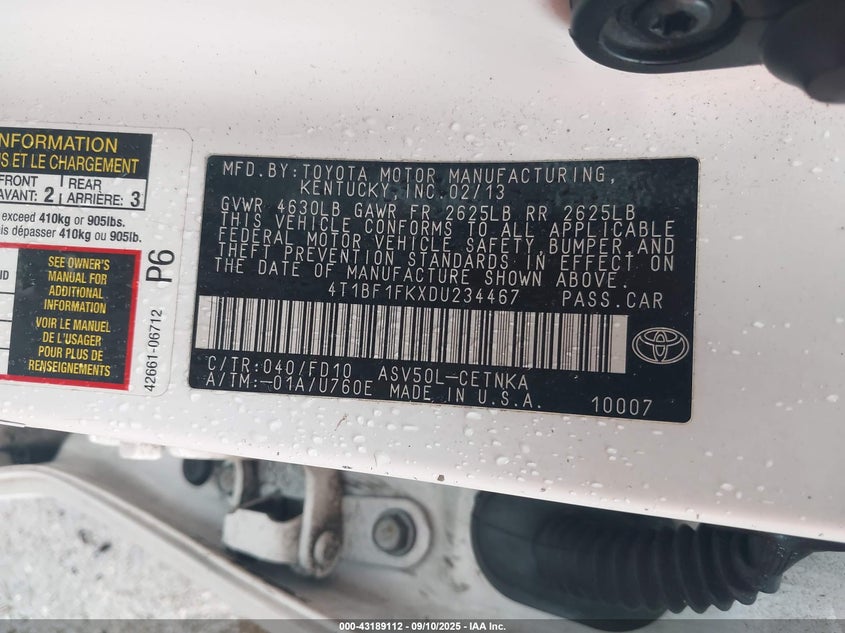 INFORMATION
US ET LE CHARGEMENT
FRONT
AVANT: 2
REAR
ARRIÈRE: 3
exceed 410kg or 905lbs.
dépasser 410kg ou 905lb.
SEE OWNER'S
MANUAL FOR
ADDITIONAL
INFORMATION
VOIR LE MANUEL
DE L'USAGER
POUR PLUS DE
RENSEIGNEMENTS
P6
42661-06712
MFD.BY:TOYOTA MOTOR MANUFACTURING,
KENTUCKY, INC.02/13
GVWR 4630LB GAWR FR 2625LB RR 2625LB
THIS VEHICLE CONFORMS TO ALL APPLICABLE
FEDERAL MOTOR VEHICLE SAFETY, BUMPER,AND
THEFT PREVENTION STANDARDS IN EFFECT ON
THE DATE OF MANUFACTURE SHOWN ABOVE.
4T1BF1FKXDU234467 PASS.CAR
C/TR:040/FD10 ASV50L-CETNKA
A/TM:-01A/U760E MADE IN U.S.A.
10007
000-43189112 - 09/10/2025 - IAA Inc.